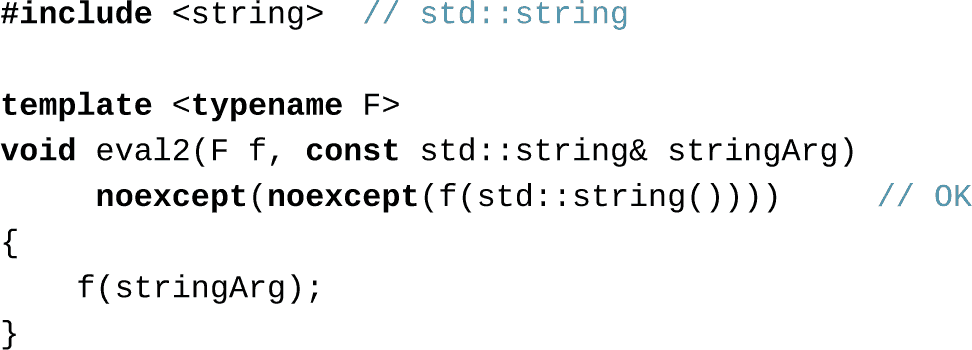 #include <string>  // std::string

template <typename F>
void eval2(F f, const std::string& stringArg)
     noexcept(noexcept(f(std::string())))     // OK
{
    f(stringArg);
}